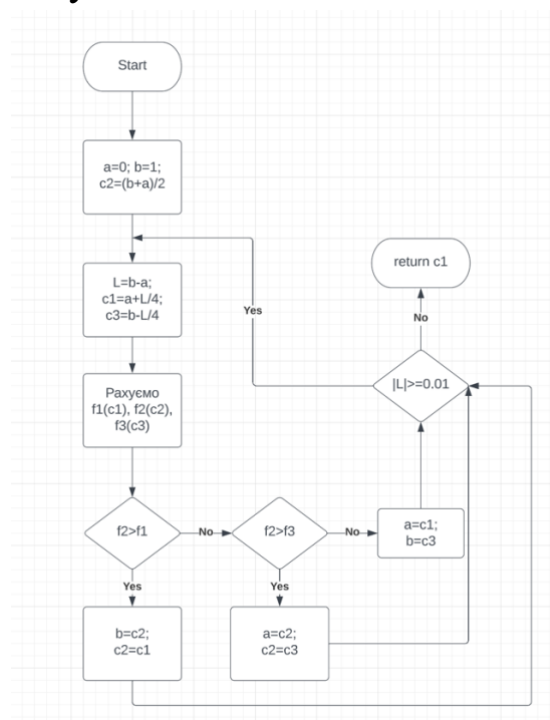 Start
a=0; b=1;
c2=(b+a)/2
L=b-a;
c1=a+L/4;
c3=b-L/4
return c1
Yes
No
|L|>=0.01
Рахуємо
f1(c1), f2(c2),
f3(c3)
f2>f1
No
f2>f3
No
a=c1;
b=c3
Yes
Yes
b=c2;
c2=c1
a=c2;
c2=c3